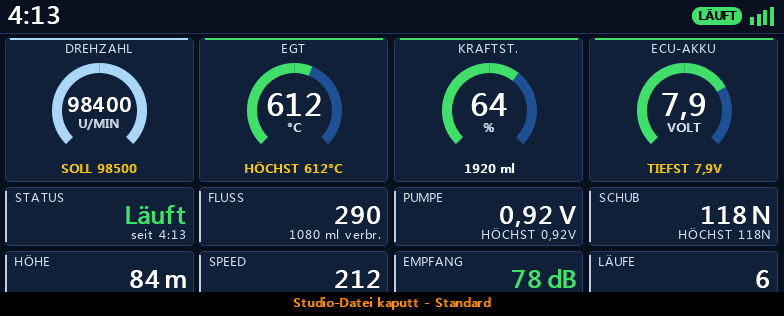 4:13 LÄUFT
DREHZAHL EGT KRAFTST. ECU-AKKU
98400 612 64 7,9
U/MIN °C % VOLT
SOLL 98500 HÖCHST 612°C 1920 ml TIEFST 7,9V
STATUS FLUSS PUMPE SCHUB
Läuft 290 0,92 V 118 N
seit 4:13 1080 ml verbr. HÖCHST 0,92V HÖCHST 118N
HÖHE SPEED EMPFANG LÄUFE
84 m 212 78 dB 6
Studio-Datei kaputt - Standard